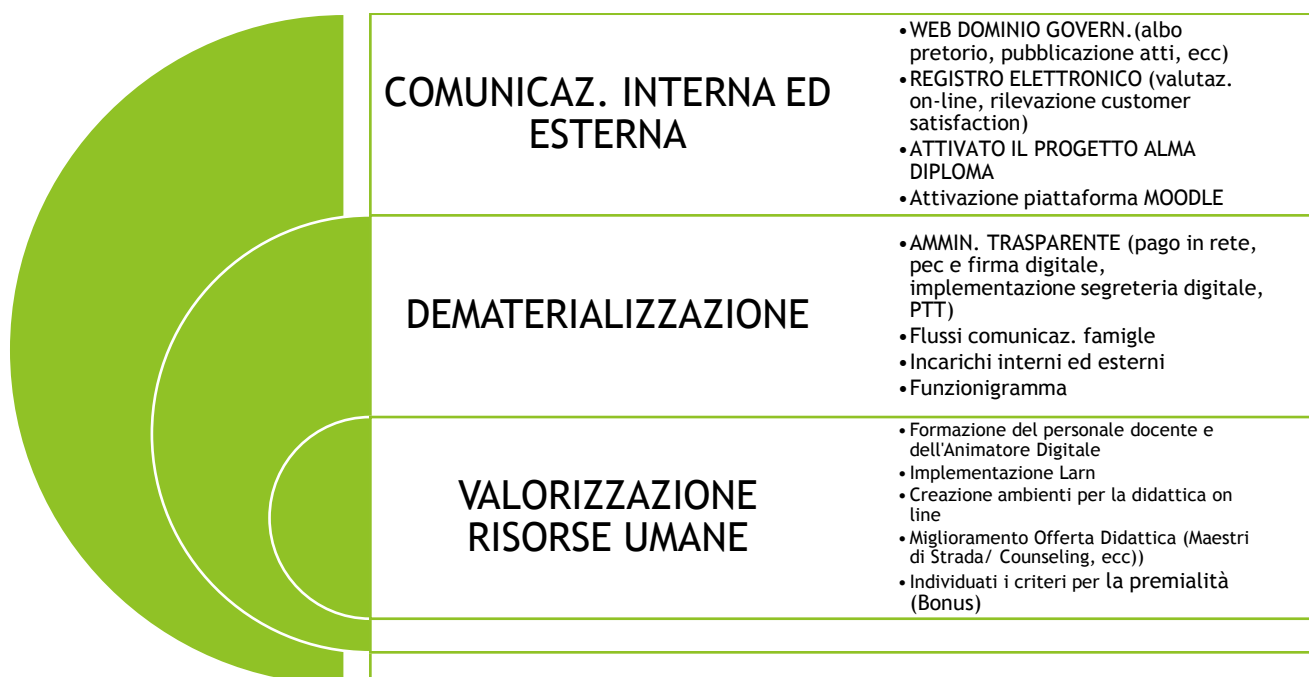 COMUNICAZ. INTERNA ED
ESTERNA
•WEB DOMINIO GOVERN.(albo
pretorio, pubblicazione atti, ecc)
•REGISTRO ELETTRONICO (valutaz.
on-line, rilevazione customer
satisfaction)
•ATTIVATO IL PROGETTO ALMA
DIPLOMA
•Attivazione piattaforma MOODLE
DEMATERIALIZZAZIONE
•AMMIN. TRASPARENTE (pago in rete,
pec e firma digitale,
implementazione segreteria digitale,
PTT)
•Flussi comunicaz. famigle
•Incarichi interni ed esterni
•Funzionigramma
VALORIZZAZIONE
RISORSE UMANE
•Formazione del personale docente e
dell'Animatore Digitale
•Implementazione Larn
•Creazione ambienti per la didattica on
line
•Miglioramento Offerta Didattica (Maestri
di Strada/ Counseling, ecc))
•Individuati i criteri per la premialità
(Bonus)